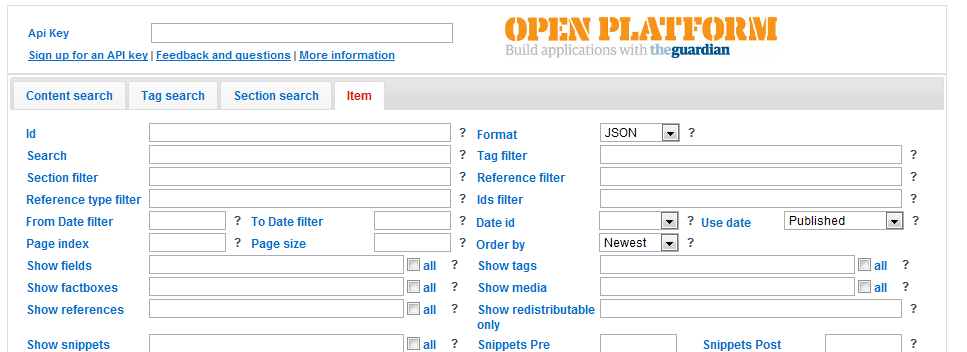 Api Key
OPEN PLATFORM
Build applications with theguardian
Sign up for an API key | Feedback and questions | More information
Content search Tag search Section search Item
Id ? Format JSON ?
Search ? Tag filter ?
Section filter ? Reference filter ?
Reference type filter ? Ids filter ?
From Date filter ? To Date filter ? Date id ? Use date Published ?
Page index ? Page size ? Order by Newest ?
Show fields all ? Show tags all ?
Show factboxes all ? Show media all ?
Show references all ? Show redistributable only ?
Show snippets all ? Snippets Pre Snippets Post ?